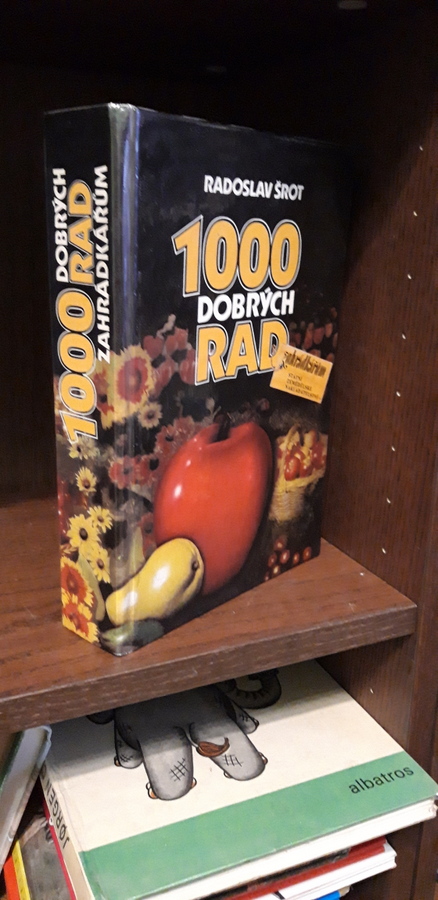 RADOSLAV ŠROT
1000
DOBRÝCH
RAD
1000 DOBRÝCH
RAD
ZAHRÁDKÁŘŮM
albatros